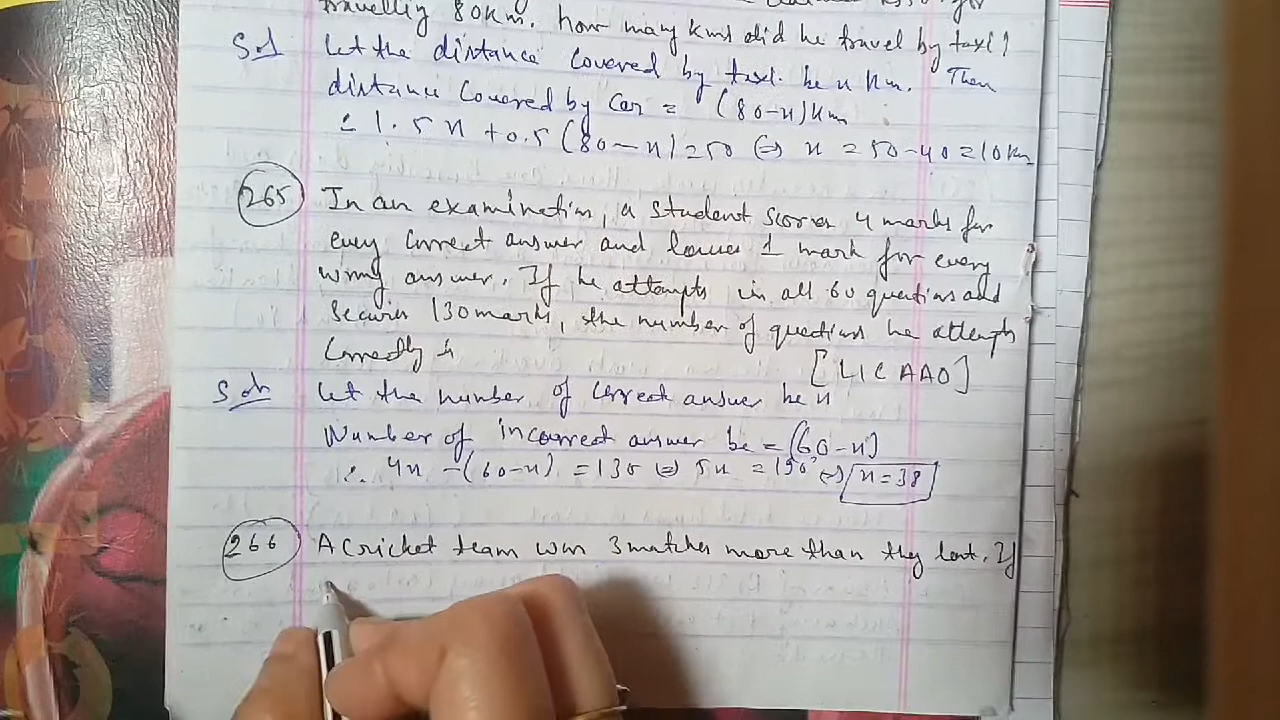 travelling 80km. how many kms did he travel by taxi?
Sol let the distance covered by taxi be x km. Then
distance covered by Car = (80-x)km
∴ 1.5x + 0.5(80-x)=50 ⇔ x = 50-40=10km
265 In an examination, a student scores 4 marks for
every correct answer and loses 1 mark for every
wrong answer. If he attempts in all 60 questions and
secures 130 marks, the number of questions he attempts
correctly is [LIC AAO]
Soln let the number of correct answer be x
Number of incorrect answer be = (60-x)
∴ 4x -(60-x) =130 ⇔ 5x =190 ⇔ x=38
266 A Cricket team won 3 matches more than they lost. If